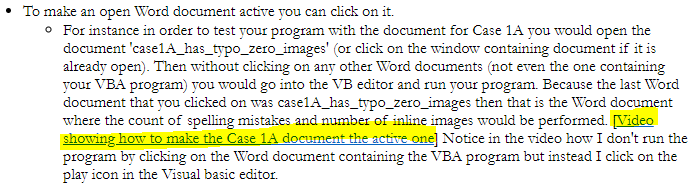 • To make an open Word document active you can click on it.
o For instance in order to test your program with the document for Case 1A you would open the
document 'case1A_has_typo_zero_images' (or click on the window containing document if it is
already open). Then without clicking on any other Word documents (not even the one containing
your VBA program) you would go into the VB editor and run your program. Because the last Word
document that you clicked on was case1A_has_typo_zero_images then that is the Word document
where the count of spelling mistakes and number of inline images would be performed. [Video
showing how to make the Case 1A document the active one] Notice in the video how I don't run the
program by clicking on the Word document containing the VBA program but instead I click on the
play icon in the Visual basic editor.